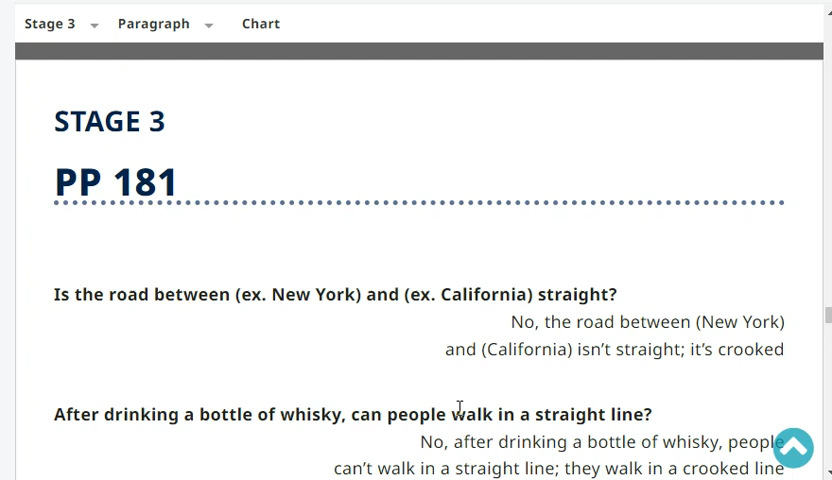 Stage 3 Paragraph Chart
STAGE 3
PP 181
Is the road between (ex. New York) and (ex. California) straight?
No, the road between (New York)
and (California) isn’t straight; it’s crooked
After drinking a bottle of whisky, can people walk in a straight line?
No, after drinking a bottle of whisky, people
can’t walk in a straight line; they walk in a crooked line